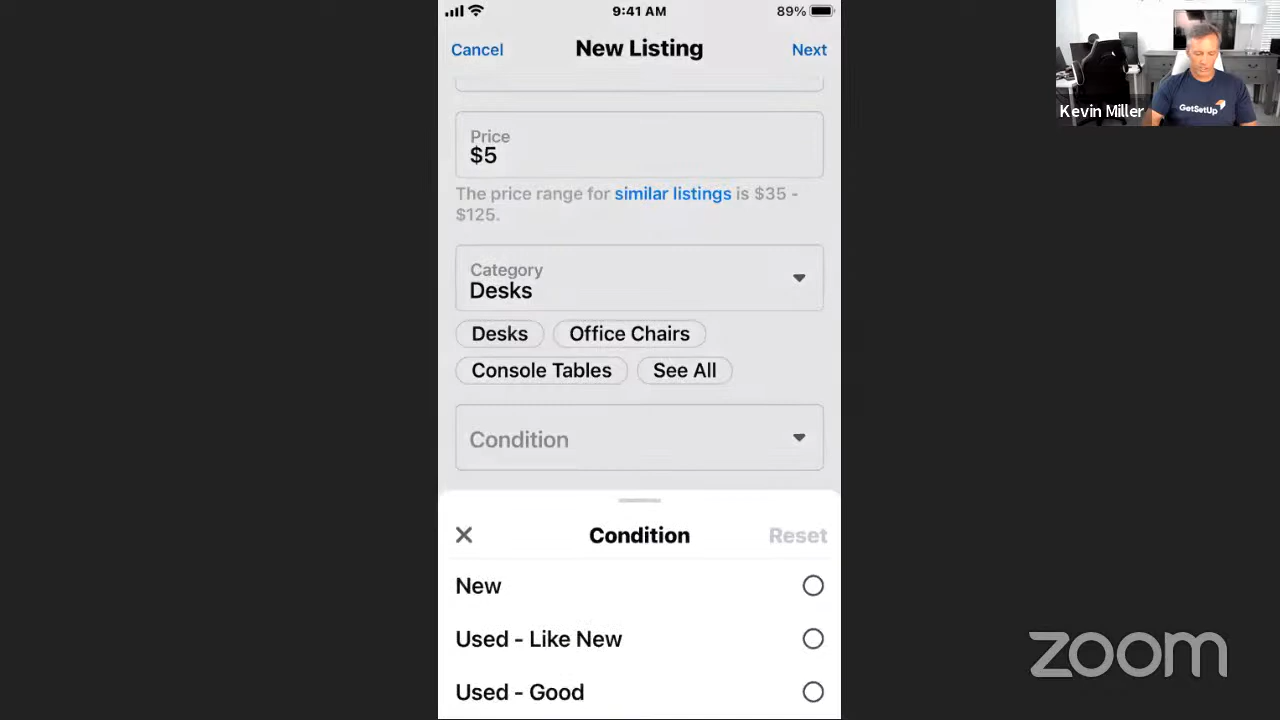 9:41 AM
89%
Cancel
New Listing
Next
Price
$5
The price range for similar listings is $35 -
$125.
Category
Desks
Desks
Office Chairs
Console Tables
See All
Condition
Condition
Reset
New
Used - Like New
Used - Good
GetSetUp
Kevin Miller
zoom